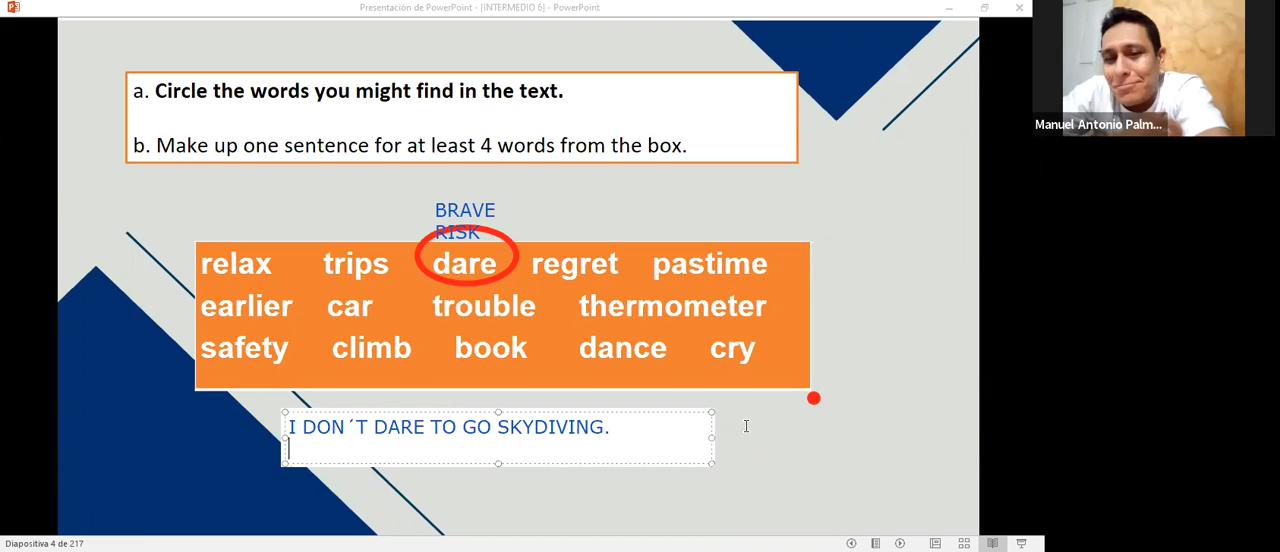 Presentación de PowerPoint - [INTERMEDIO 6] - PowerPoint
a. Circle the words you might find in the text.
b. Make up one sentence for at least 4 words from the box.
BRAVE
RISK
relax trips dare regret pastime
earlier car trouble thermometer
safety climb book dance cry
I DON´T DARE TO GO SKYDIVING.
Manuel Antonio Palm...
Diapositiva 4 de 217